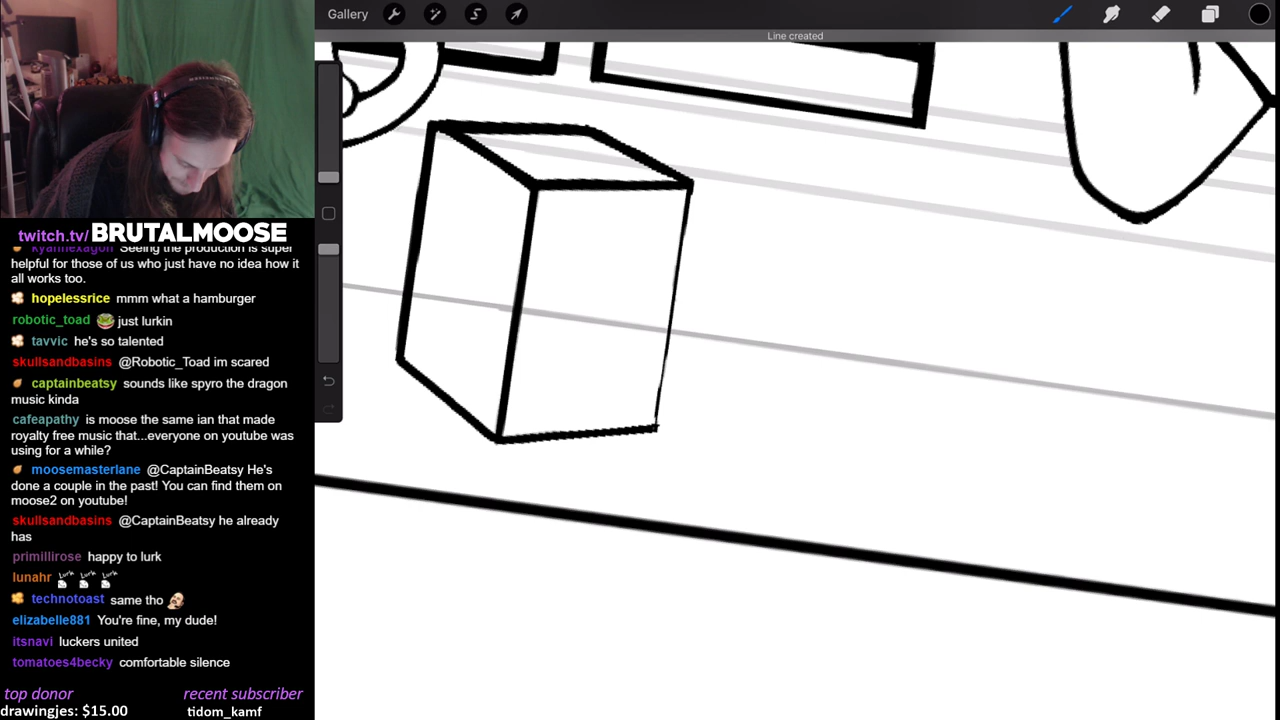 Gallery
Line created
twitch.tv/BRUTALMOOSE
kyannexagon Seeing the production is super
helpful for those of us who just have no idea how it
all works too.
hopelessrice mmm what a hamburger
robotic_toad just lurkin
tavvic he's so talented
skullsandbasins @Robotic_Toad im scared
captainbeatsy sounds like spyro the dragon
music kinda
cafeapathy is moose the same ian that made
royalty free music that...everyone on youtube was
using for a while?
moosemasterlane @CaptainBeatsy He's
done a couple in the past! You can find them on
moose2 on youtube!
skullsandbasins @CaptainBeatsy he already
has
primillirose happy to lurk
lunahr
technotoast same tho
elizabelle881 You're fine, my dude!
itsnavi luckers united
tomatoes4becky comfortable silence
top donor recent subscriber
drawingjes: $15.00 tidom_kamf